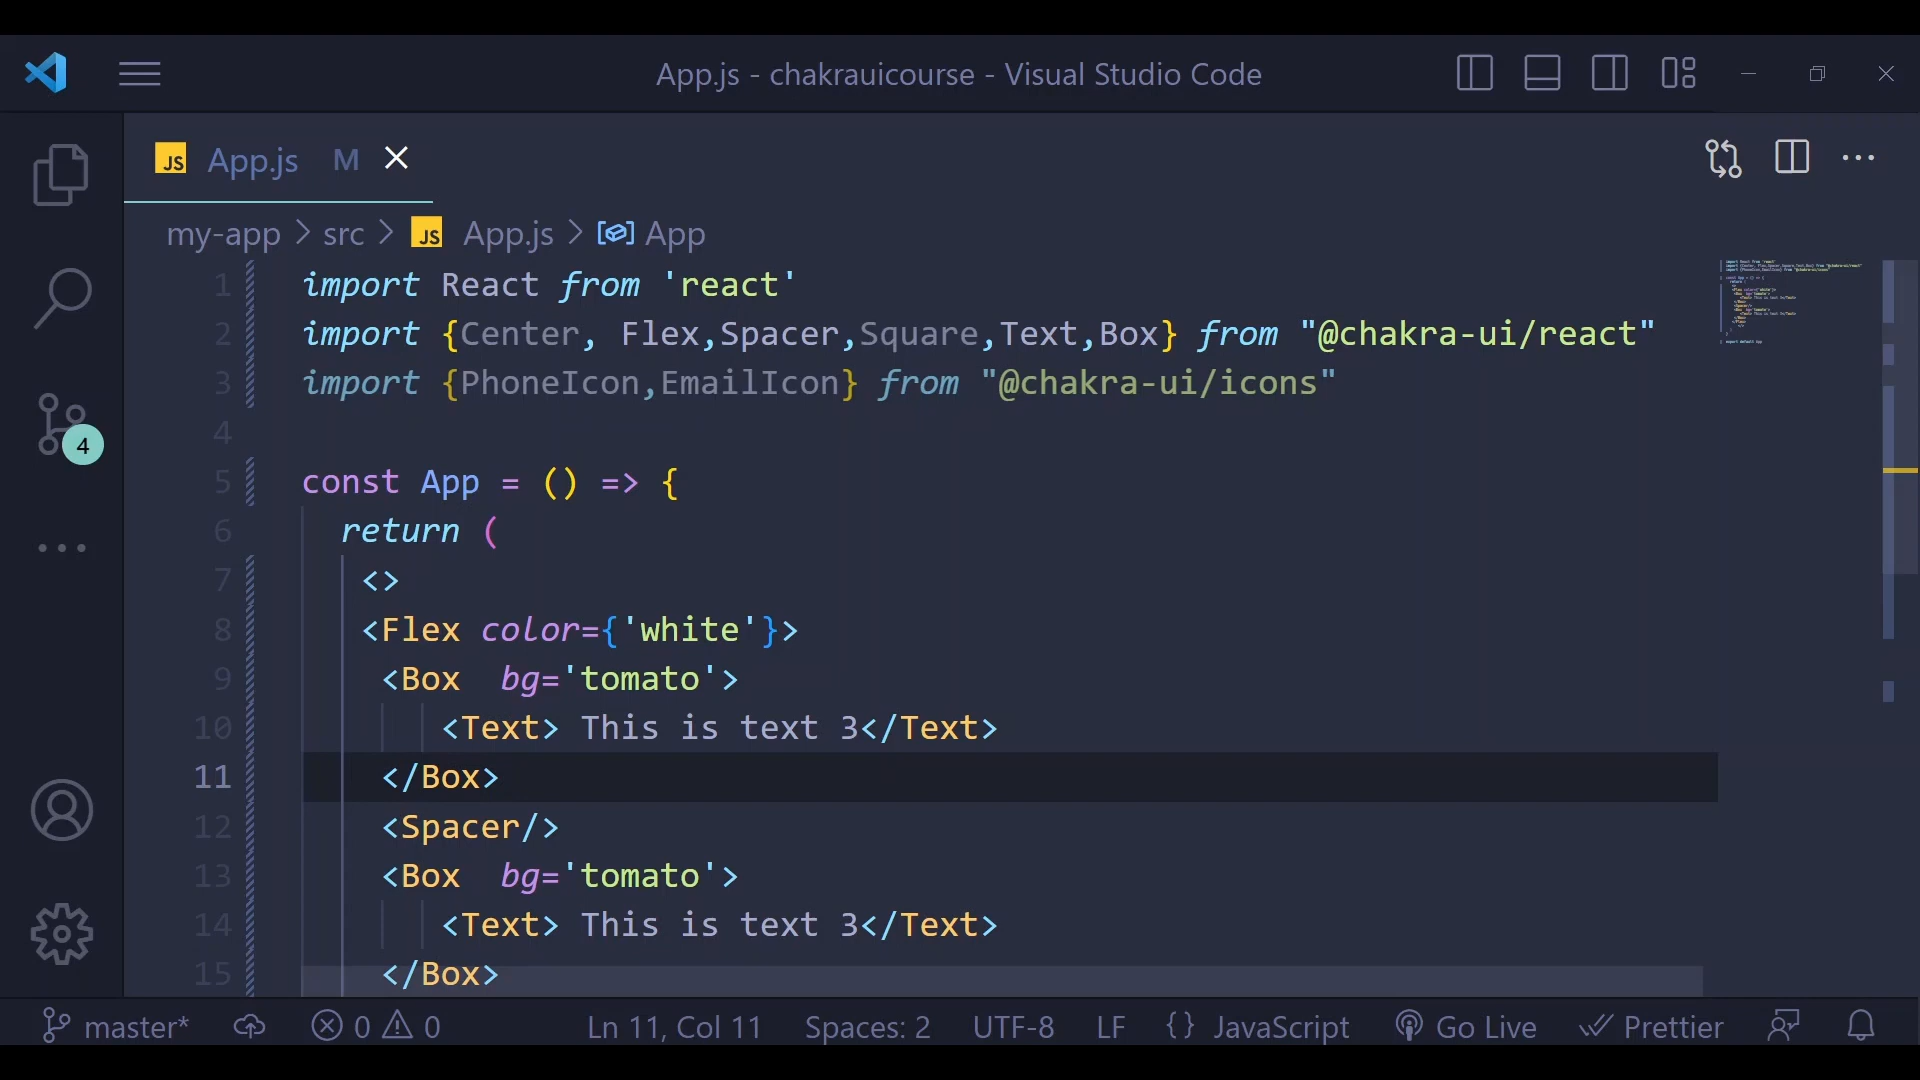 App.js - chakrauicourse - Visual Studio Code
JS App.js M
my-app > src > JS App.js > App
1 import React from 'react'
2 import {Center, Flex,Spacer,Square,Text,Box} from "@chakra-ui/react"
3 import {PhoneIcon,EmailIcon} from "@chakra-ui/icons"
4
5 const App = () => {
6 return (
7 <>
8 <Flex color={'white'}>
9 <Box  bg='tomato'>
10 <Text> This is text 3</Text>
11 </Box>
12 <Spacer/>
13 <Box  bg='tomato'>
14 <Text> This is text 3</Text>
15 </Box>
4
master* 0 0 Ln 11, Col 11 Spaces: 2 UTF-8 LF {} JavaScript Go Live Prettier